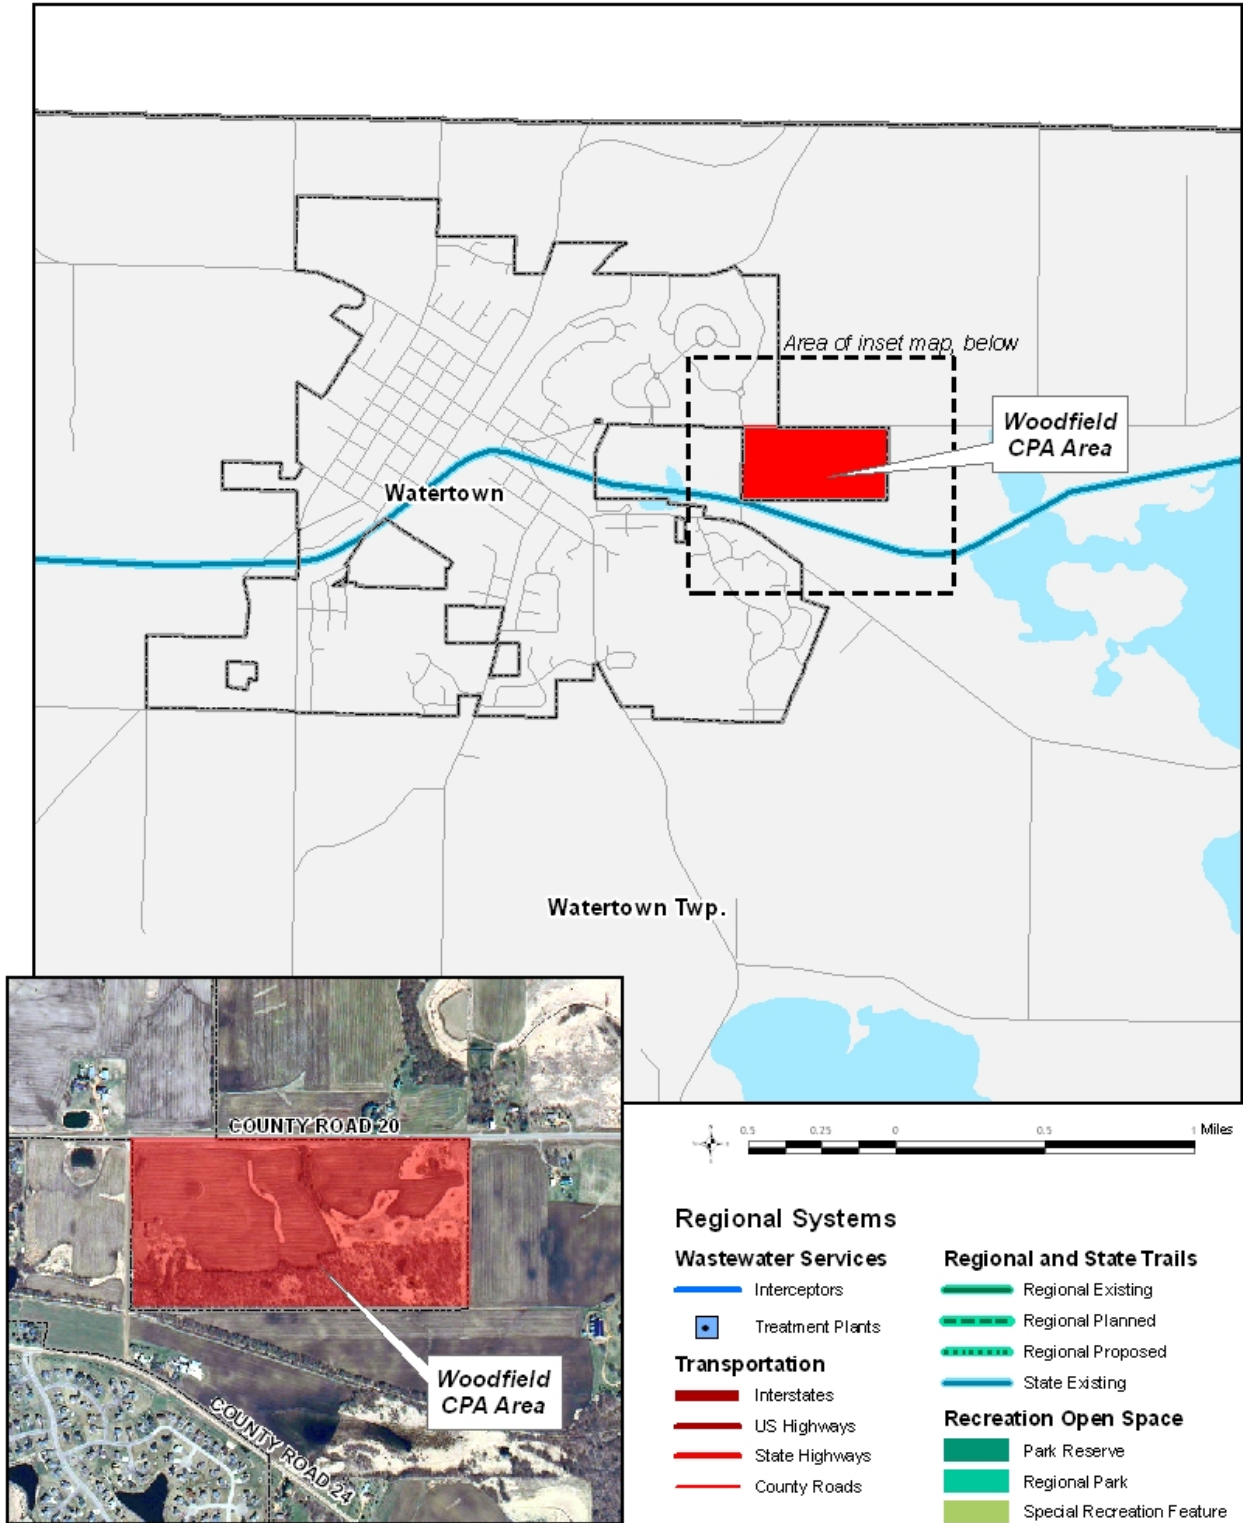 Area of inset map, below
Woodfield
CPA Area
Watertown
Watertown Twp.
COUNTY ROAD 20
Woodfield
CPA Area
COUNTY ROAD 24
0.5 0.25 0 0.5 1 Miles
Regional Systems
Wastewater Services
Interceptors
Treatment Plants
Transportation
Interstates
US Highways
State Highways
County Roads
Regional and State Trails
Regional Existing
Regional Planned
Regional Proposed
State Existing
Recreation Open Space
Park Reserve
Regional Park
Special Recreation Feature